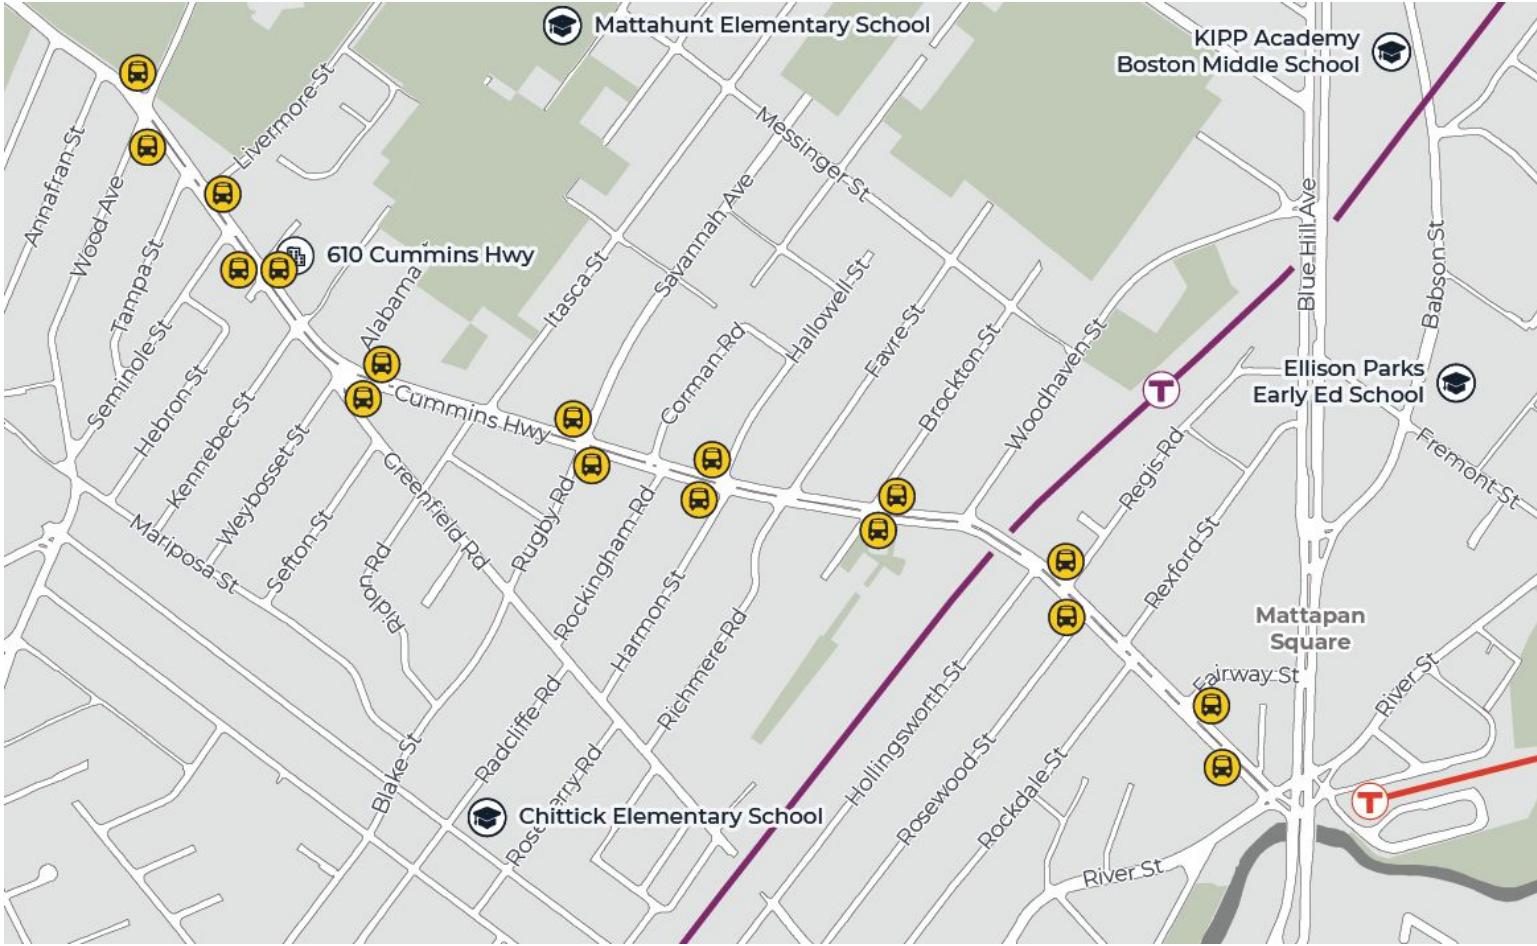 Mattahunt Elementary School
KIPP Academy
Boston Middle School
Livermore St
Annafran St
Wood Ave
Tampa St
610 Cummins Hwy
Messinger St
Savannah Ave
Itasca St
Alabama
Blue Hill Ave
Babson St
Seminole St
Hebron St
Kennebec St
Weybosset St
Sefton St
Mariposa St
Cummins Hwy
Corman Rd
Hallowell St
Favre St
Brockton St
Woodhaven St
Ellison Parks
Early Ed School
Fremont St
Regis Rd
Rexford St
Greenfield Rd
Ridlon Rd
Rugby Rd
Rockingham Rd
Harmon St
Richmere Rd
Radcliffe Rd
Blake St
Mattapan
Square
Fairway St
River St
Hollingsworth St
Rosewood St
Rockdale St
River St
Chittick Elementary School
T
T